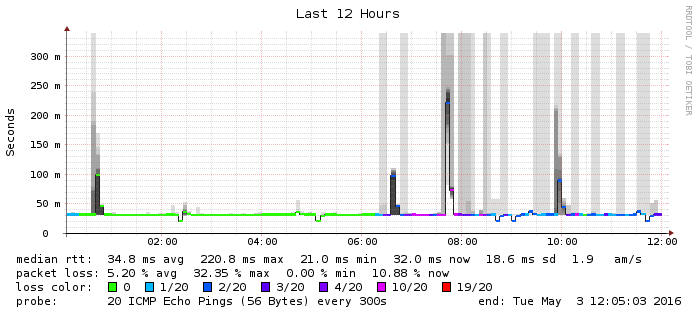 Last 12 Hours
RRDTOOL / TOBI OETIKER
Seconds
300 m
250 m
200 m
150 m
100 m
50 m
0
02:00 04:00 06:00 08:00 10:00 12:00
median rtt: 34.8 ms avg 220.8 ms max 21.0 ms min 32.0 ms now 18.6 ms sd 1.9 am/s
packet loss: 5.20 % avg 32.35 % max 0.00 % min 10.88 % now
loss color: 0 1/20 2/20 3/20 4/20 10/20 19/20
probe: 20 ICMP Echo Pings (56 Bytes) every 300s end: Tue May 3 12:05:03 2016